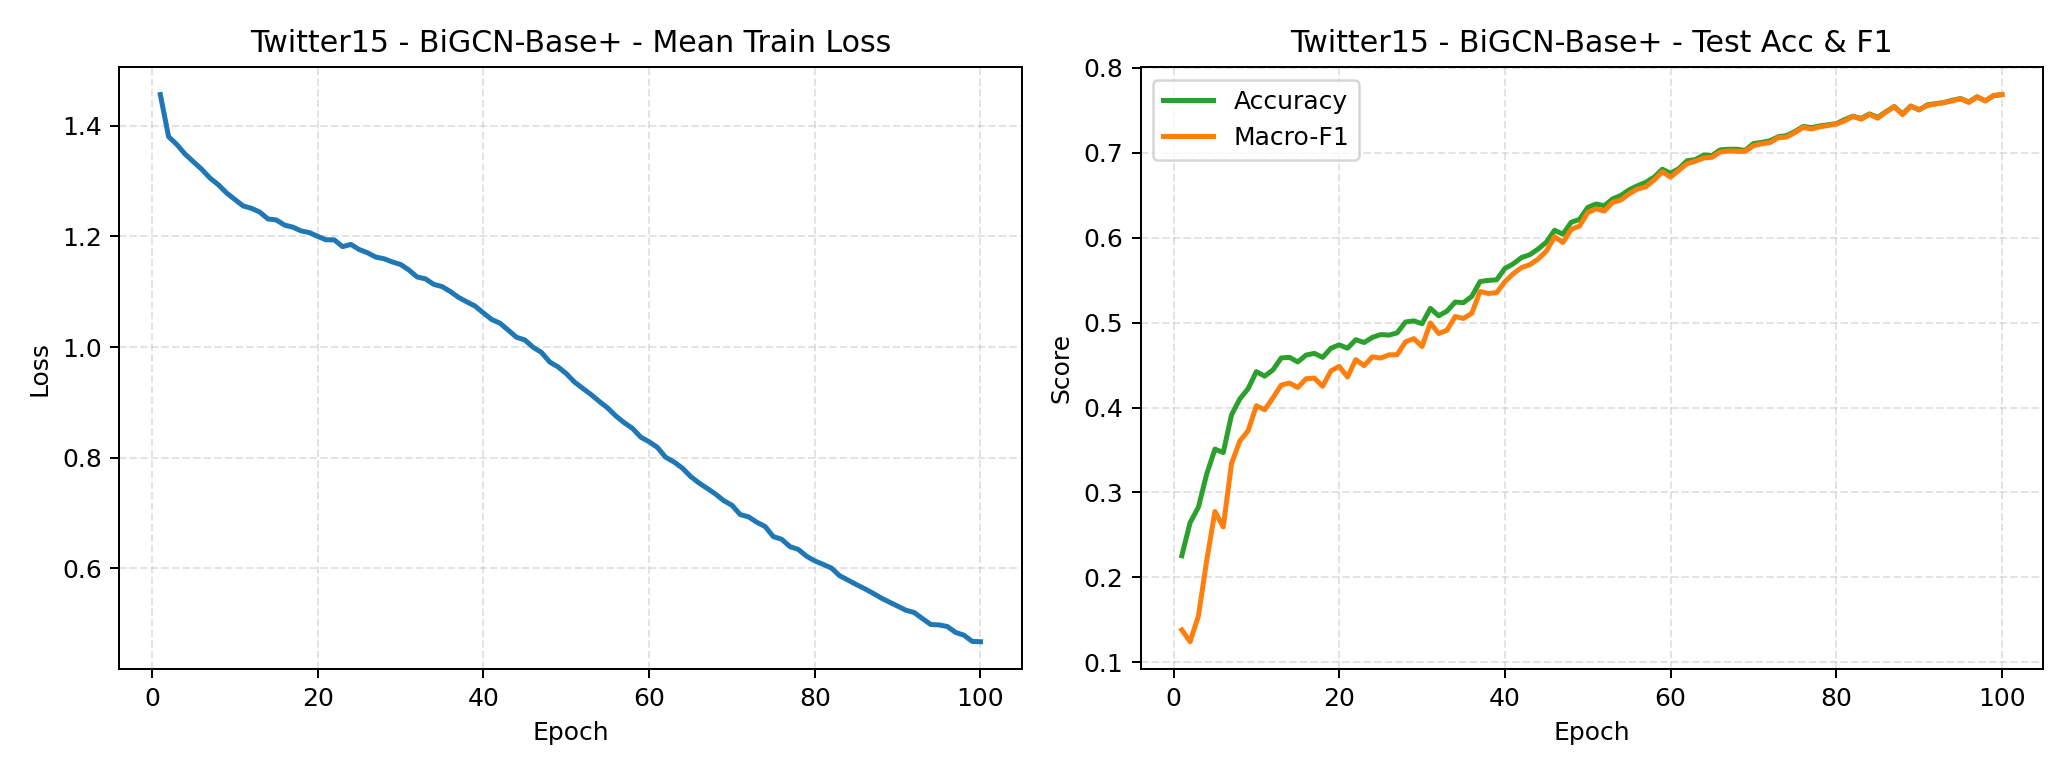 Twitter15 - BiGCN-Base+ - Mean Train Loss
1.4
1.2
1.0
0.8
0.6
Loss
0 20 40 60 80 100
Epoch
Twitter15 - BiGCN-Base+ - Test Acc & F1
Accuracy
Macro-F1
0.8
0.7
0.6
0.5
0.4
0.3
0.2
0.1
Score
0 20 40 60 80 100
Epoch